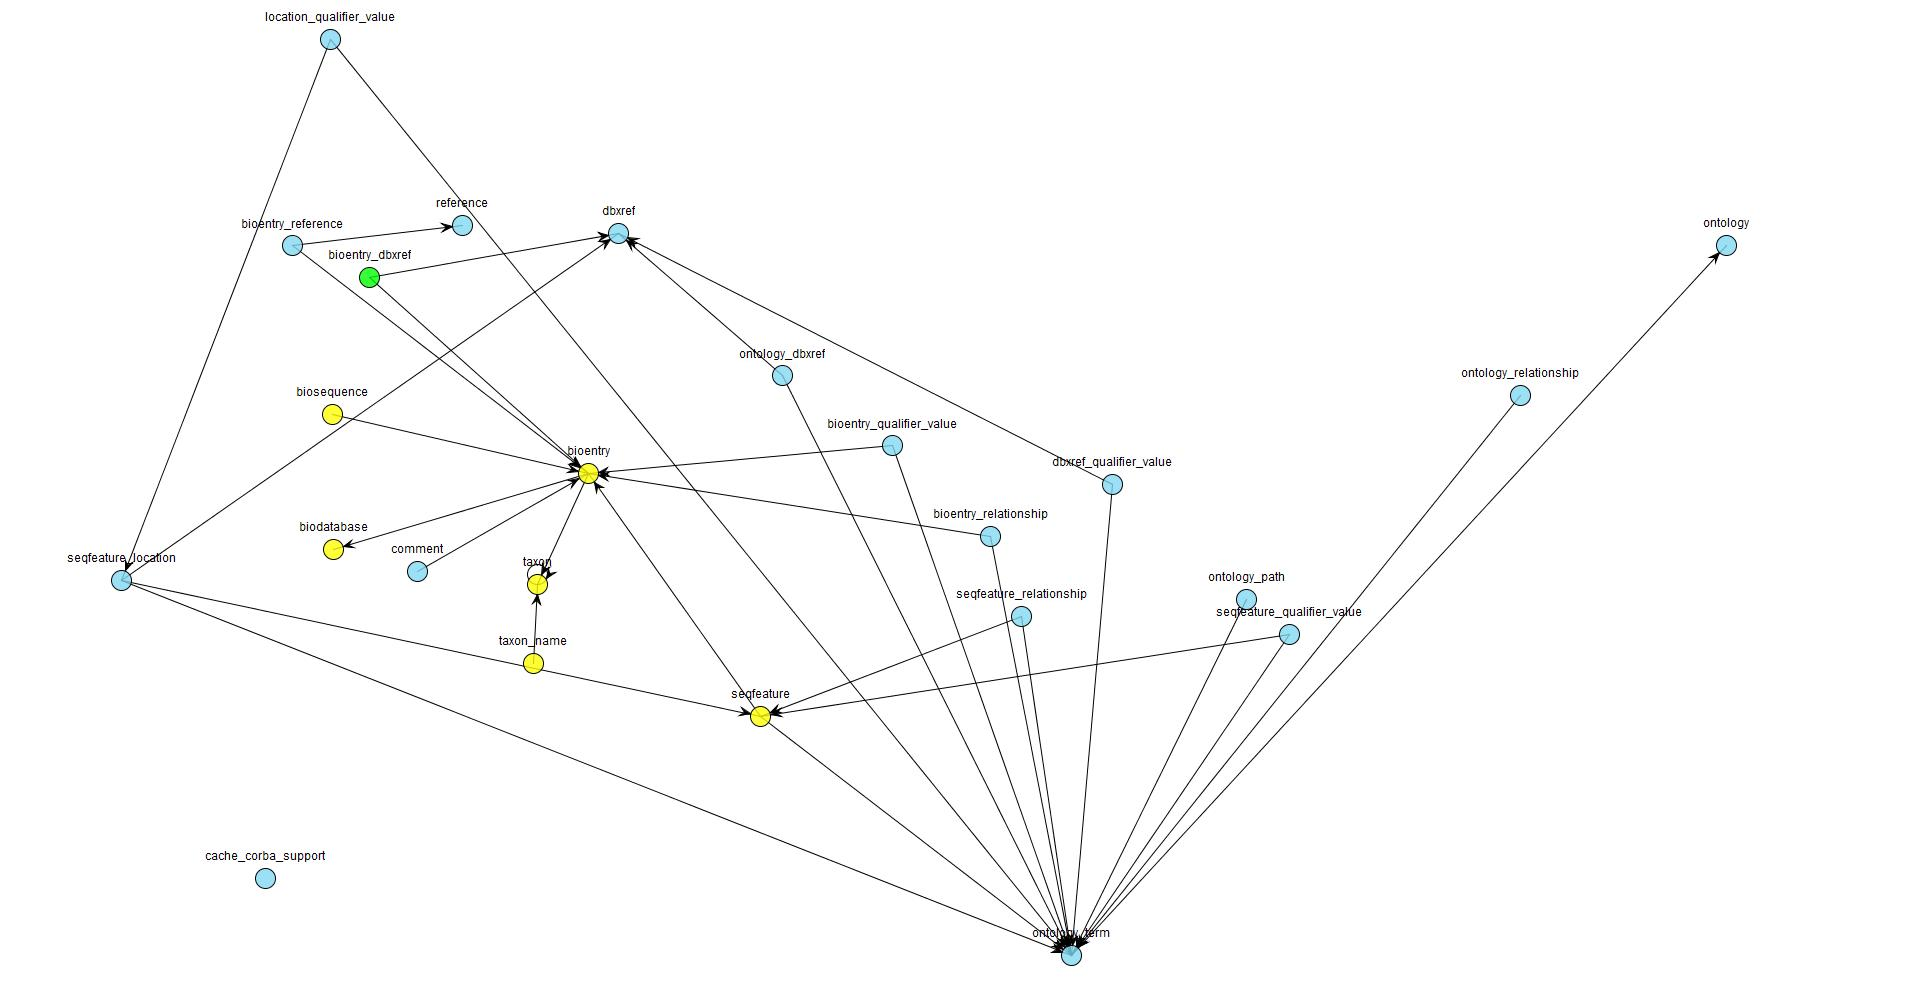 location_qualifier_value
reference
dbxref
bioentry_reference
ontology
bioentry_dbxref
ontology_dbxref
ontology_relationship
biosequence
bioentry_qualifier_value
bioentry
dbxref_qualifier_value
bioentry_relationship
biodatabase
comment
seqfeature_location
taxon
ontology_path
seqfeature_relationship
seqfeature_qualifier_value
taxon_name
seqfeature
cache_corba_support
ontology_term